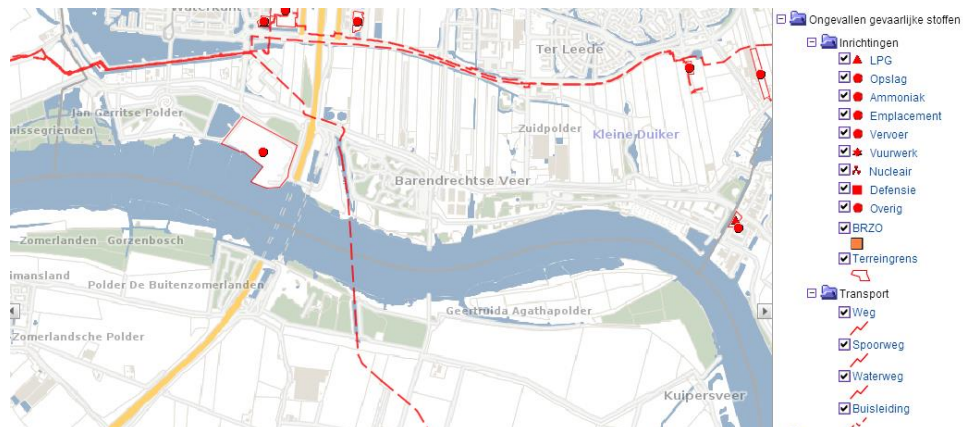 Waterkant
Ter Leede
Jan Gerritse Polder
Zuidpolder
Kleine Duiker
Barendrechtse Veer
Zomerlanden Gorzenbosch
Polder De Buitenzomerlanden
Geertruida Agathapolder
Zomerlandsche Polder
Kuipersveer
Ongevallen gevaarlijke stoffen
Inrichtingen
LPG
Opslag
Ammoniak
Emplacement
Vervoer
Vuurwerk
Nucleair
Defensie
Overig
BRZO
Terreingrens
Transport
Weg
Spoorweg
Waterweg
Buisleiding